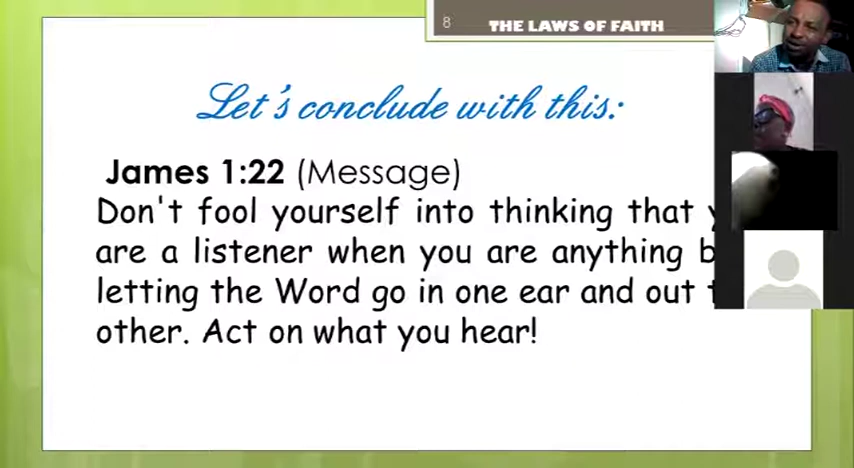 8
THE LAWS OF FAITH
Let's conclude with this:
James 1:22 (Message)
Don't fool yourself into thinking that
are a listener when you are anything
letting the Word go in one ear and out
other. Act on what you hear!